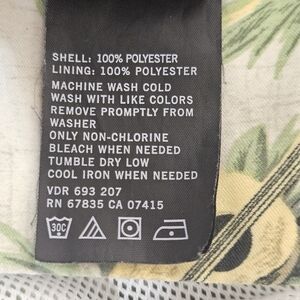 SHELL: 100% POLYESTER
LINING: 100% POLYESTER
MACHINE WASH COLD
WASH WITH LIKE COLORS
REMOVE PROMPTLY FROM
WASHER
ONLY NON-CHLORINE
BLEACH WHEN NEEDED
TUMBLE DRY LOW
COOL IRON WHEN NEEDED
VDR 693 207
RN 67835 CA 07415
30C